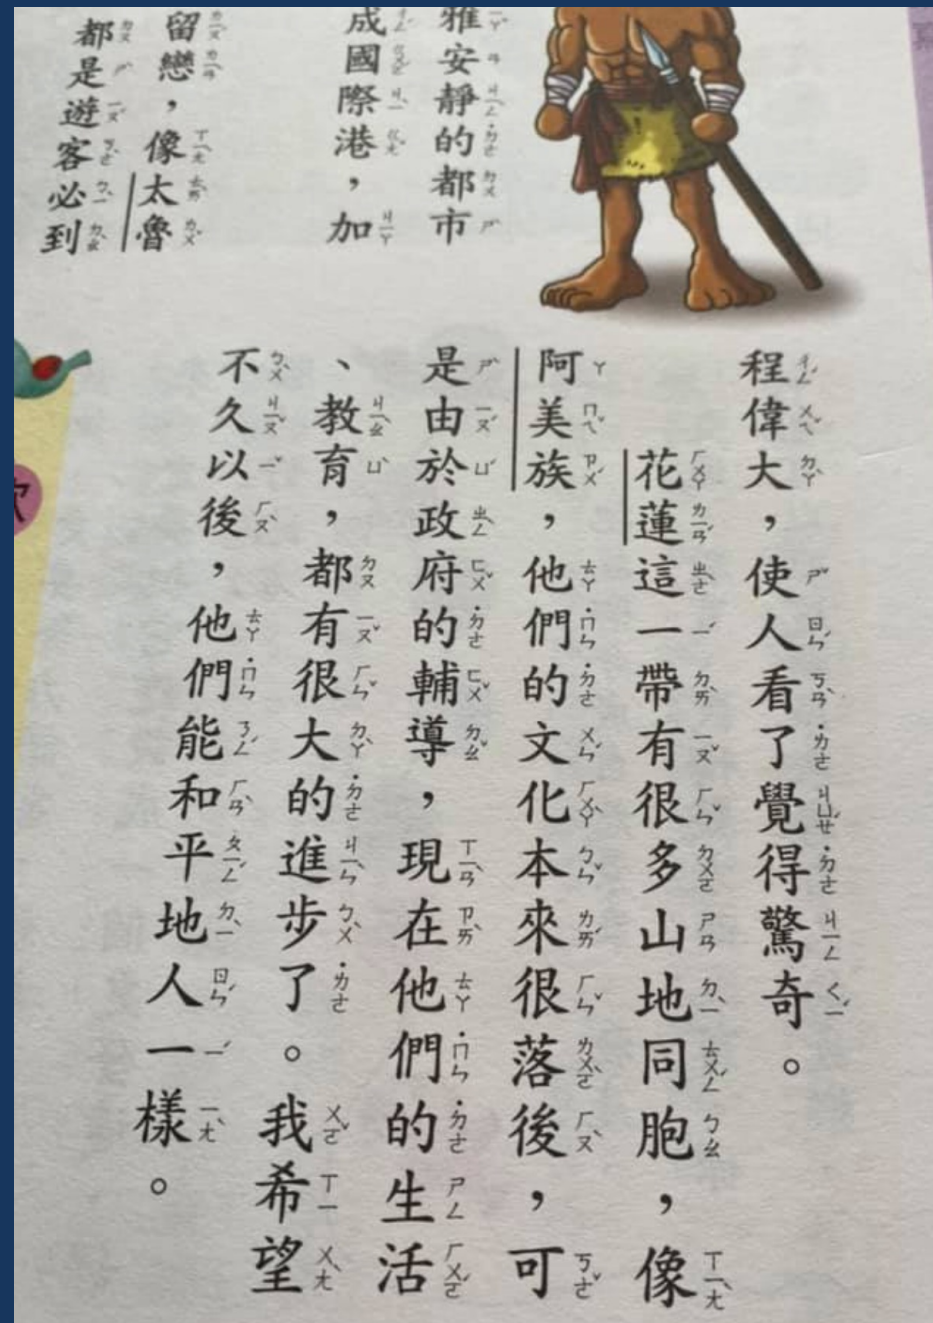 雅安靜的都市
成國際港，加
留戀，像太魯
都是遊客必到
程偉大，使人看了覺得驚奇。
花蓮這一帶有很多山地同胞，像
阿美族，他們的文化本來很落後，可
是由於政府的輔導，現在他們的生活
、教育，都有很大的進步了。我希望
不久以後，他們能和平地人一樣。